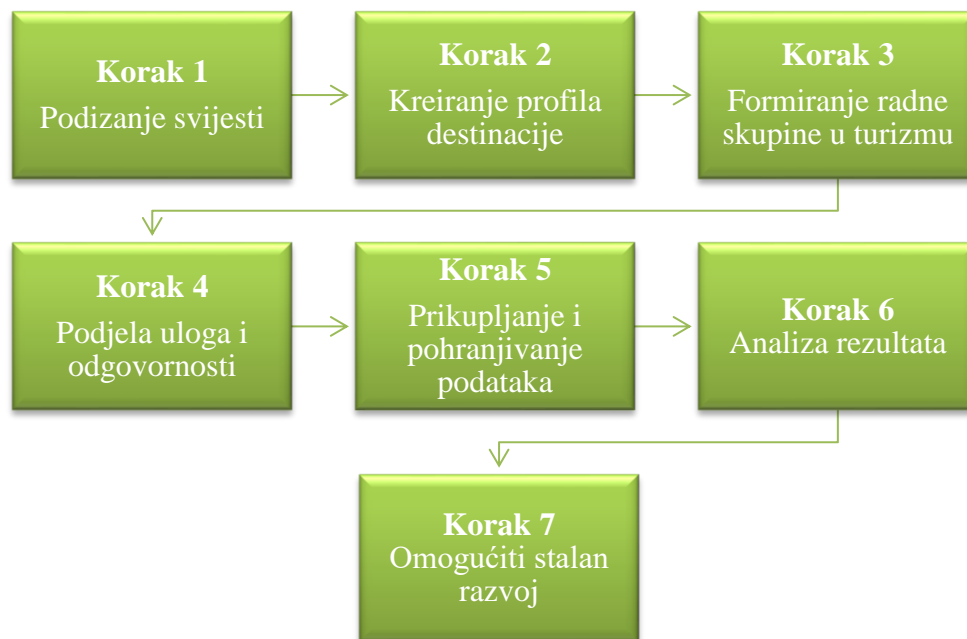 Korak 1
Podizanje svijesti
Korak 2
Kreiranje profila
destinacije
Korak 3
Formiranje radne
skupine u turizmu
Korak 4
Podjela uloga i
odgovornosti
Korak 5
Prikupljanje i
pohranjivanje
podataka
Korak 6
Analiza rezultata
Korak 7
Omogućiti stalan
razvoj